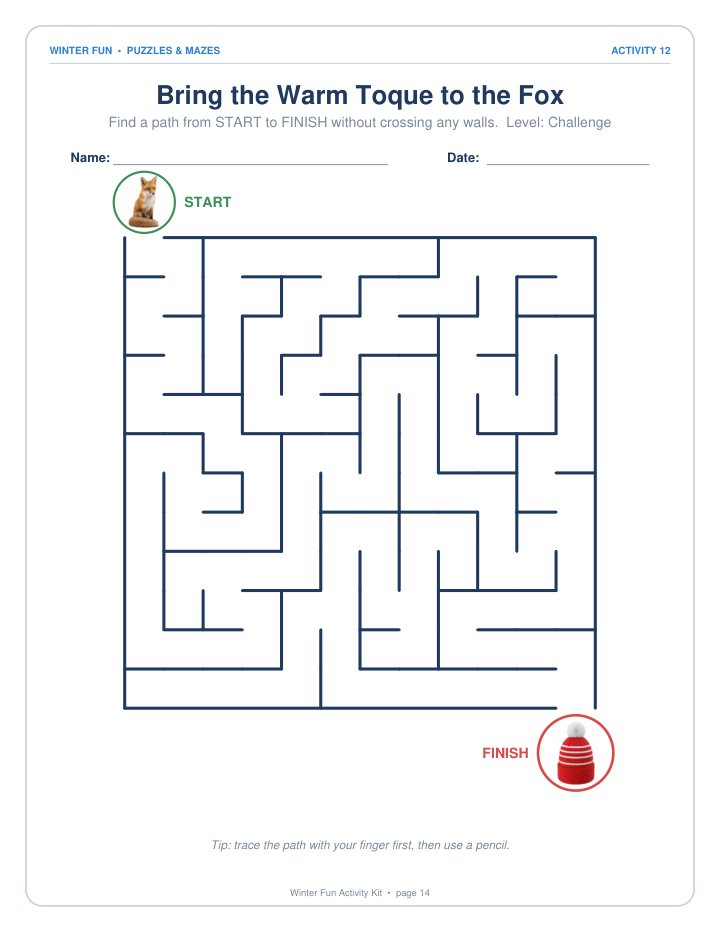 WINTER FUN • PUZZLES & MAZES ACTIVITY 12
Bring the Warm Toque to the Fox
Find a path from START to FINISH without crossing any walls. Level: Challenge
Name: Date:
START
FINISH
Tip: trace the path with your finger first, then use a pencil.
Winter Fun Activity Kit • page 14